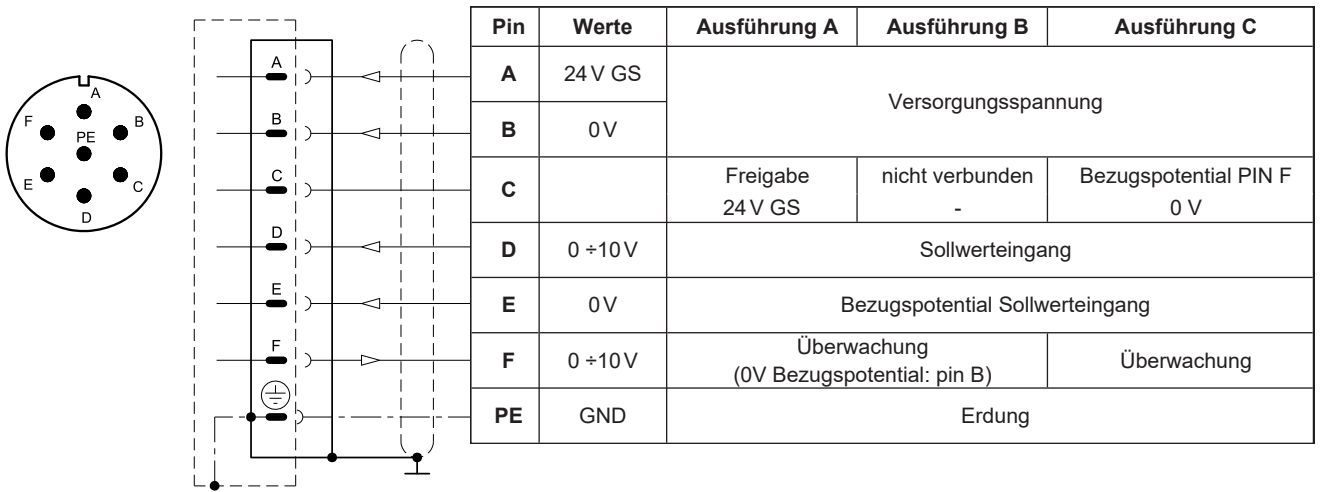 A
B
C
D
E
F
PE
A
B
C
D
E
F
Pin Werte Ausführung A Ausführung B Ausführung C
A 24 V GS Versorgungsspannung
B 0 V
C Freigabe nicht verbunden Bezugspotential PIN F
24 V GS - 0 V
D 0 ÷10 V Sollwerteingang
E 0 V Bezugspotential Sollwerteingang
F 0 ÷10 V Überwachung Überwachung
(0V Bezugspotential: pin B)
PE GND Erdung